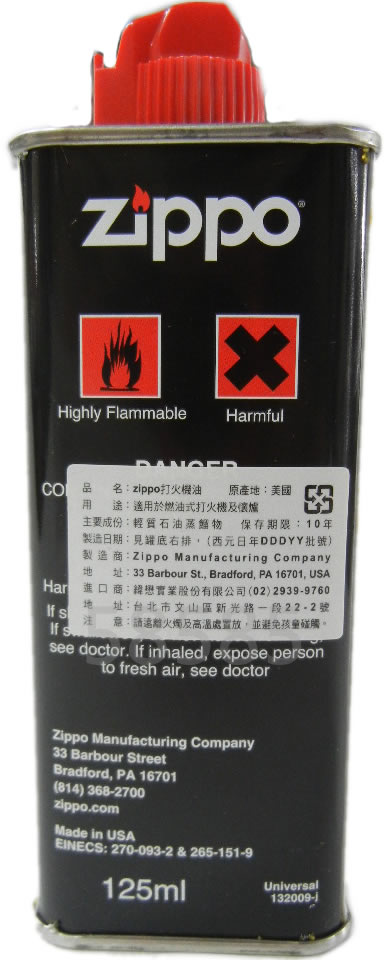 zippo®
Highly Flammable
Harmful
DANGER
品　名：zippo打火機油　原產地：美國
用　途：適用於燃油式打火機及懷爐
主要成份：輕質石油蒸餾物　保存期限：10年
製造日期：見罐底右排，（西元日年DDDYY批號）
製造商：Zippo Manufacturing Company
地　址：33 Barbour St., Bradford, PA 16701, USA
進口商：緯懋實業股份有限公司(02)2939-9760
地　址：台北市文山區新光路一段22-2號
注　意：請遠離火燭及高溫處置放，並避免孩童碰觸。
see doctor. If inhaled, expose person
to fresh air, see doctor
Zippo Manufacturing Company
33 Barbour Street
Bradford, PA 16701
(814) 368-2700
zippo.com
Made in USA
EINECS: 270-093-2 & 265-151-9
125ml
Universal
132009-j